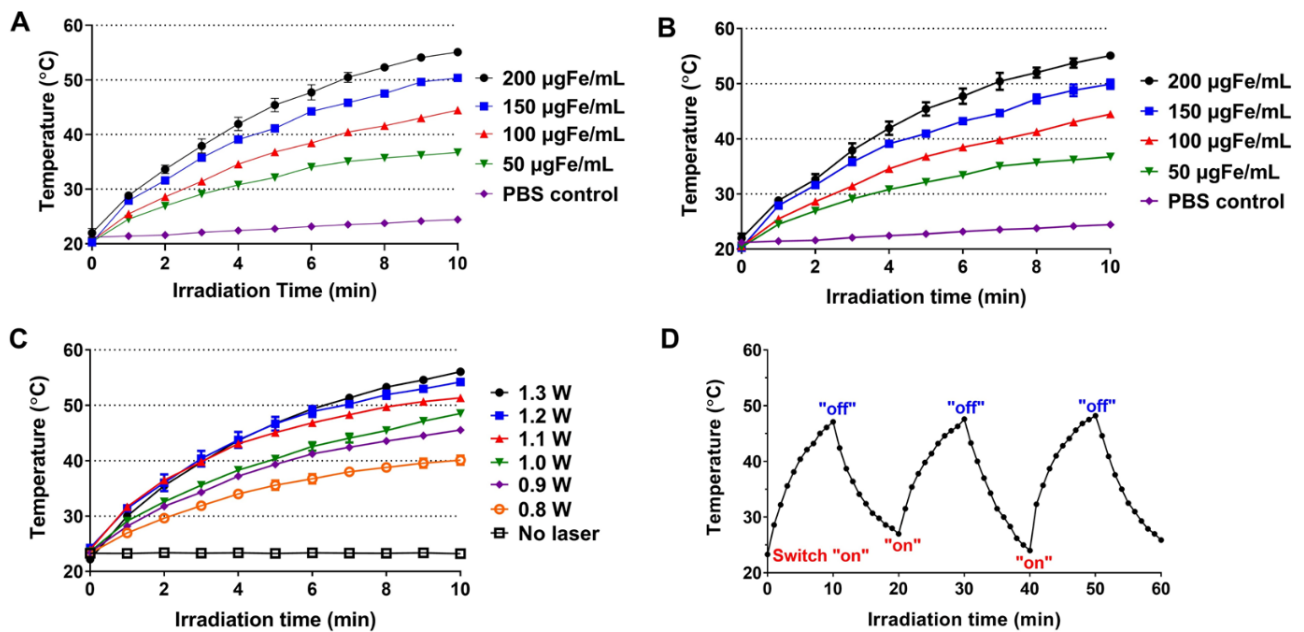 A
Temperature (°C)
60
50
40
30
20
0
2
4
6
8
10
Irradiation Time (min)
200 µgFe/mL
150 µgFe/mL
100 µgFe/mL
50 µgFe/mL
PBS control
B
Temperature (°C)
60
50
40
30
20
0
2
4
6
8
10
Irradiation time (min)
200 µgFe/mL
150 µgFe/mL
100 µgFe/mL
50 µgFe/mL
PBS control
C
Temperature (°C)
60
50
40
30
20
0
2
4
6
8
10
Irradiation time (min)
1.3 W
1.2 W
1.1 W
1.0 W
0.9 W
0.8 W
No laser
D
Temperature (°C)
60
50
40
30
20
"off"
"off"
"off"
Switch "on"
"on"
"on"
0
10
20
30
40
50
60
Irradiation time (min)